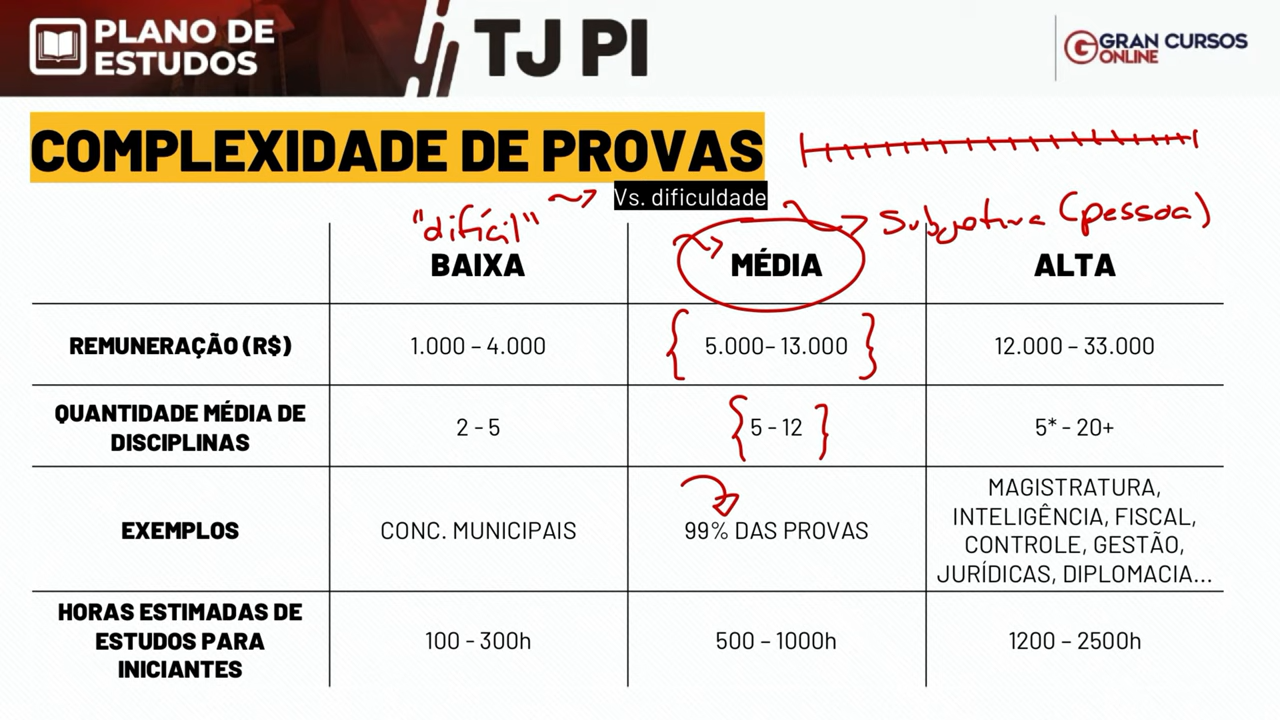 PLANO DE
ESTUDOS
TJ PI
GRAN CURSOS
ONLINE
COMPLEXIDADE DE PROVAS
Vs. dificuldade
"difícil"
Subjetiva (pessoa)
BAIXA
MÉDIA
ALTA
REMUNERAÇÃO (R$)
1.000 – 4.000
5.000– 13.000
12.000 – 33.000
QUANTIDADE MÉDIA DE
DISCIPLINAS
2 - 5
5 - 12
5* - 20+
EXEMPLOS
CONC. MUNICIPAIS
99% DAS PROVAS
MAGISTRATURA,
INTELIGÊNCIA, FISCAL,
CONTROLE, GESTÃO,
JURÍDICAS, DIPLOMACIA...
HORAS ESTIMADAS DE
ESTUDOS PARA
INICIANTES
100 - 300h
500 – 1000h
1200 – 2500h